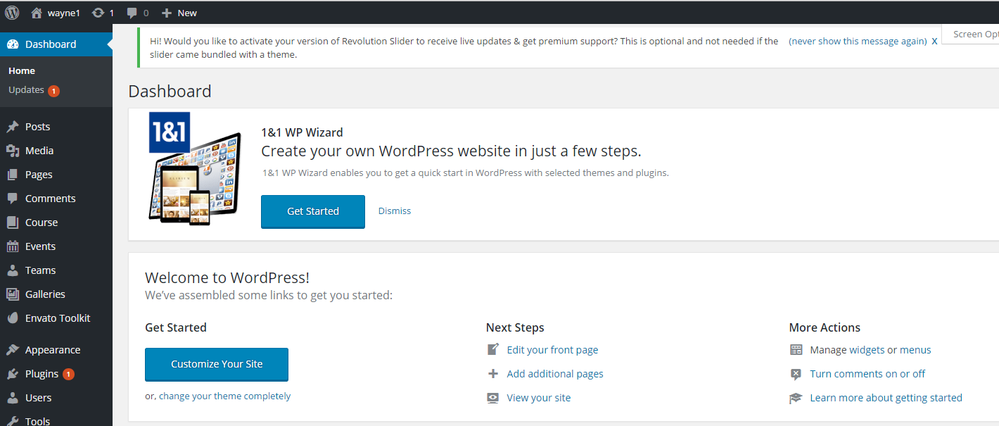 wayne1 1 0 New
Dashboard
Home
Updates 1
Posts
Media
Pages
Comments
Course
Events
Teams
Galleries
Envato Toolkit
Appearance
Plugins 1
Users
Tools
Hi! Would you like to activate your version of Revolution Slider to receive live updates & get premium support? This is optional and not needed if the
slider came bundled with a theme.
(never show this message again) X
Screen Opt
Dashboard
1&1
1&1 WP Wizard
Create your own WordPress website in just a few steps.
1&1 WP Wizard enables you to get a quick start in WordPress with selected themes and plugins.
Get Started Dismiss
Welcome to WordPress!
We’ve assembled some links to get you started:
Get Started
Customize Your Site
or, change your theme completely
Next Steps
Edit your front page
Add additional pages
View your site
More Actions
Manage widgets or menus
Turn comments on or off
Learn more about getting started